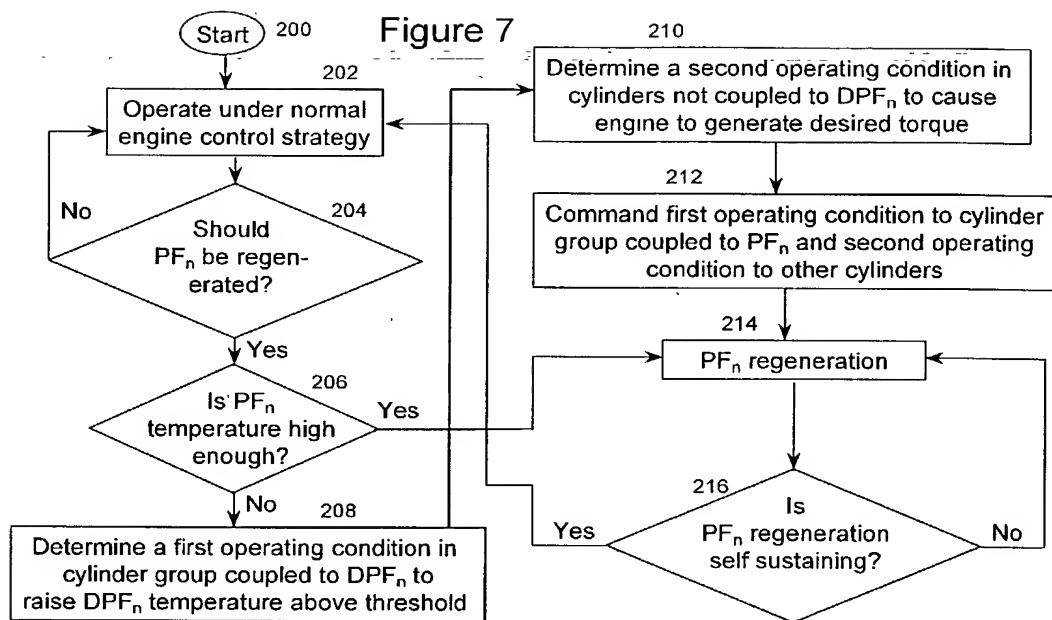 Figure 7
Start
200
202
Operate under normal
engine control strategy
No
204
Should
PFn be regen-
erated?
Yes
206
Is PFn
temperature high
enough?
Yes
No
208
Determine a first operating condition in
cylinder group coupled to DPFn to
raise DPFn temperature above threshold
210
Determine a second operating condition in
cylinders not coupled to DPFn to cause
engine to generate desired torque
212
Command first operating condition to cylinder
group coupled to PFn and second operating
condition to other cylinders
214
PFn regeneration
216
Is
PFn regeneration
self sustaining?
Yes
No